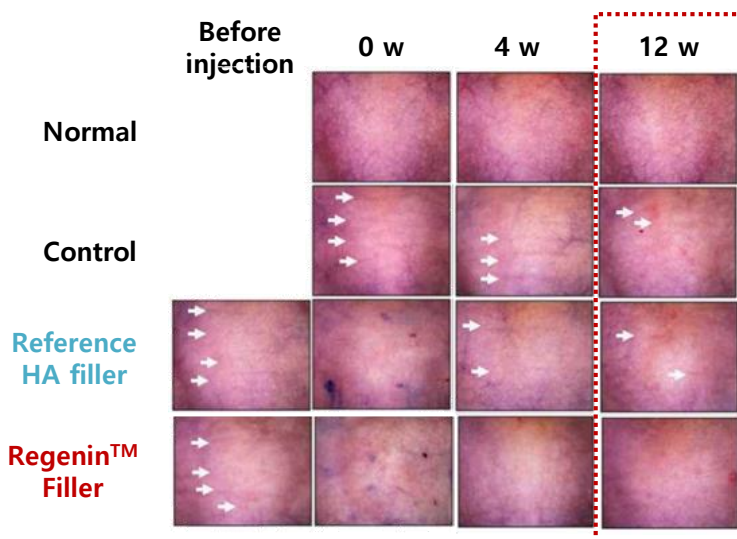 Before
injection
0 w
4 w
12 w
Normal
Control
Reference
HA filler
Regenin™
Filler